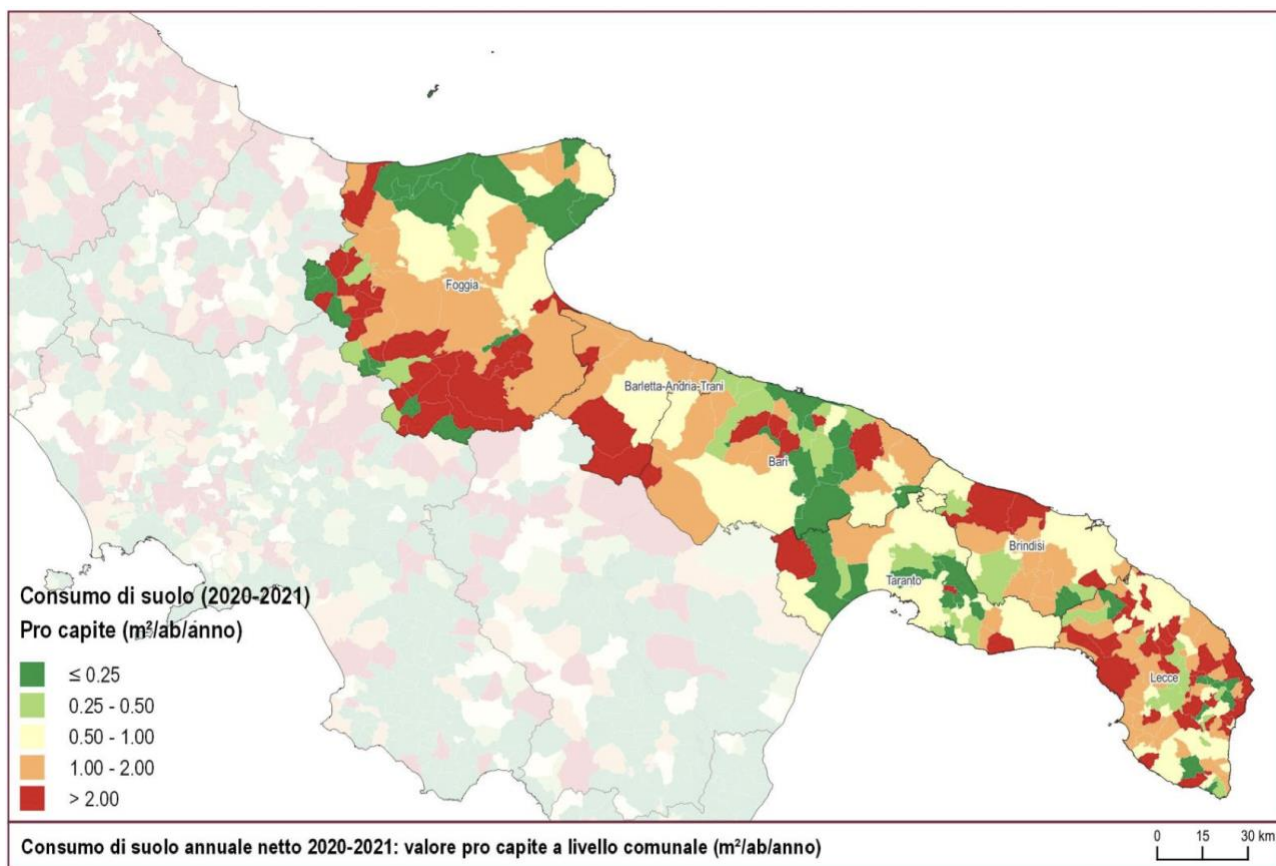 Foggia
Barletta-Andria-Trani
Bari
Brindisi
Taranto
Lecce
Consumo di suolo (2020-2021)
Pro capite (m²/ab/anno)
≤ 0.25
0.25 - 0.50
0.50 - 1.00
1.00 - 2.00
> 2.00
Consumo di suolo annuale netto 2020-2021: valore pro capite a livello comunale (m²/ab/anno)
0 15 30 km